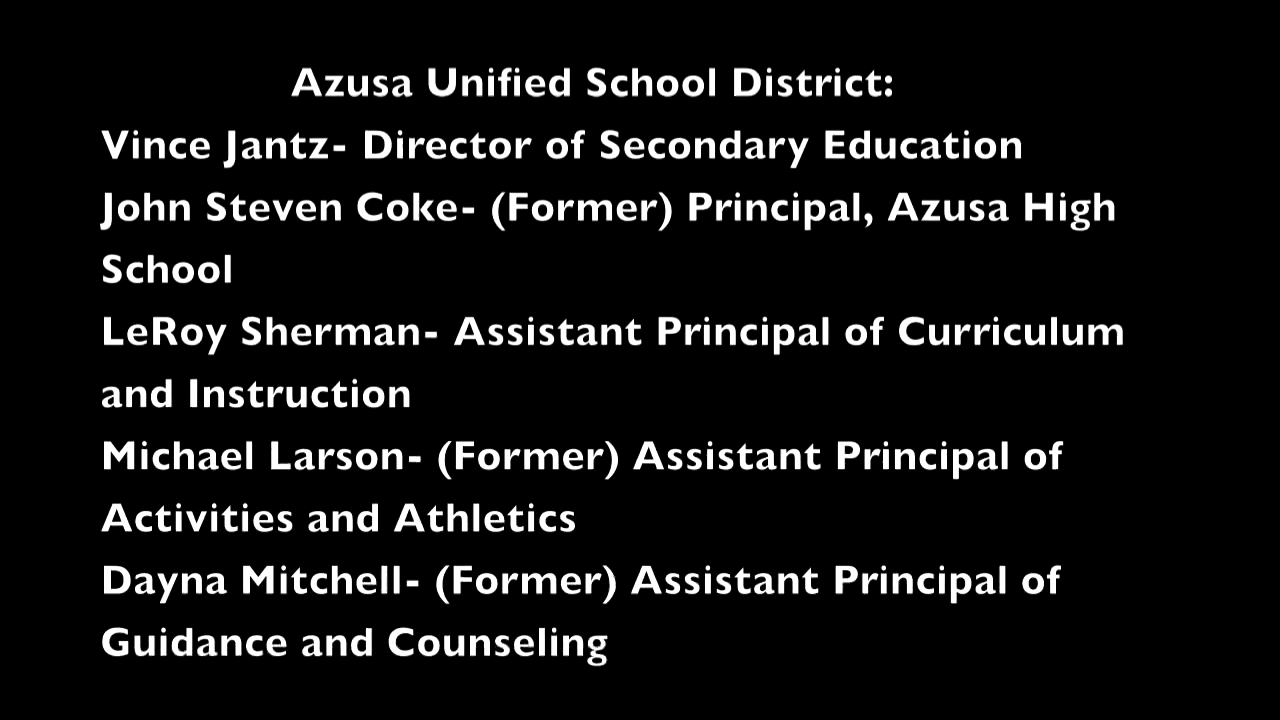 Azusa Unified School District:
Vince Jantz- Director of Secondary Education
John Steven Coke- (Former) Principal, Azusa High
School
LeRoy Sherman- Assistant Principal of Curriculum
and Instruction
Michael Larson- (Former) Assistant Principal of
Activities and Athletics
Dayna Mitchell- (Former) Assistant Principal of
Guidance and Counseling